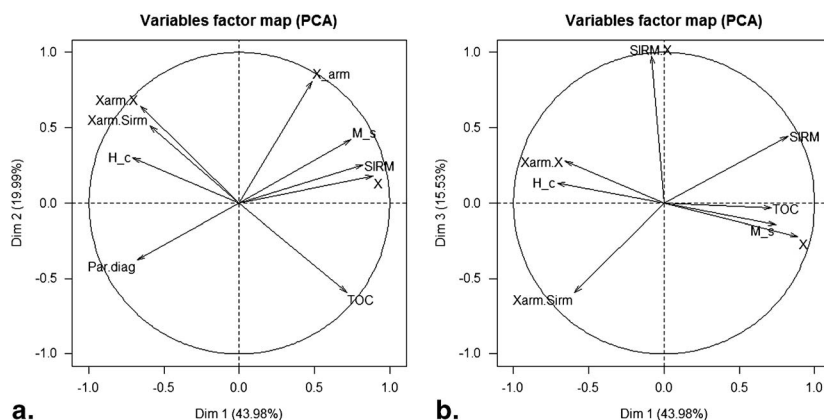 Variables factor map (PCA)
Dim 2 (19.99%)
1.0
0.5
0.0
-0.5
-1.0
X_arm
Xarm.X
Xarm.Sirm
M_s
H_c
SIRM
X
Par.diag
TOC
-1.0 -0.5 0.0 0.5 1.0
Dim 1 (43.98%)
a.
Variables factor map (PCA)
Dim 3 (15.53%)
1.0
0.5
0.0
-0.5
-1.0
SIRM.X
SIRM
Xarm.X
H_c
TOC
M_s
X
Xarm.Sirm
-1.0 -0.5 0.0 0.5 1.0
Dim 1 (43.98%)
b.